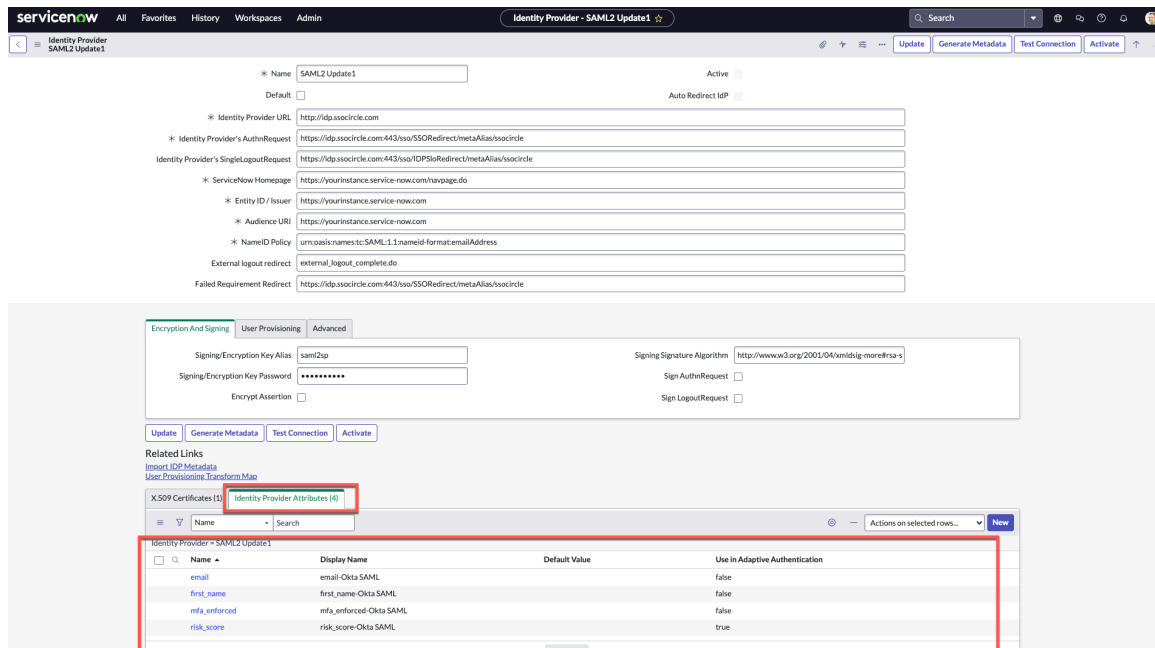 servicenow All Favorites History Workspaces Admin Identity Provider - SAML2 Update1 Search
Identity Provider
SAML2 Update1
Update Generate Metadata Test Connection Activate
Name SAML2 Update1 Active
Default Auto Redirect IdP
Identity Provider URL http://idp.ssocircle.com
Identity Provider's AuthnRequest https://idp.ssocircle.com:443/sso/SSORedirect/metaAlias/ssocircle
Identity Provider's SingleLogoutRequest https://idp.ssocircle.com:443/sso/IDPSloRedirect/metaAlias/ssocircle
ServiceNow Homepage https://yourinstance.service-now.com/navpage.do
Entity ID / Issuer https://yourinstance.service-now.com
Audience URI https://yourinstance.service-now.com
NameID Policy urn:oasis:names:tc:SAML:1.1:nameid-format:emailAddress
External logout redirect external_logout_complete.do
Failed Requirement Redirect https://idp.ssocircle.com:443/sso/SSORedirect/metaAlias/ssocircle
Encryption And Signing User Provisioning Advanced
Signing/Encryption Key Alias saml2sp Signing Signature Algorithm http://www.w3.org/2001/04/xmldsig-more#rsa-s
Signing/Encryption Key Password •••••••••• Sign AuthnRequest
Encrypt Assertion Sign LogoutRequest
Update Generate Metadata Test Connection Activate
Related Links
Import IDP Metadata
User Provisioning Transform Map
X.509 Certificates (1) Identity Provider Attributes (4)
Name Search Actions on selected rows... New
Identity Provider = SAML2 Update1
Name Display Name Default Value Use in Adaptive Authentication
email email-Okta SAML false
first_name first_name-Okta SAML false
mfa_enforced mfa_enforced-Okta SAML false
risk_score risk_score-Okta SAML true